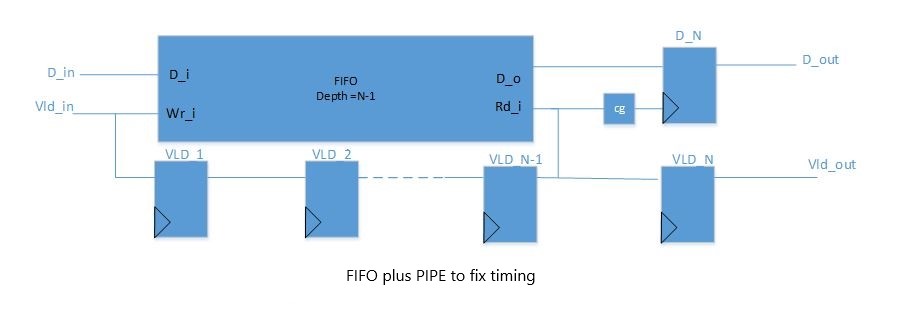 D_N
D_in
D_i
FIFO
Depth =N-1
D_o
D_out
Vld_in
Wr_i
Rd_i
cg
VLD_1
VLD_2
VLD_N-1
VLD_N
Vld_out
FIFO plus PIPE to fix timing